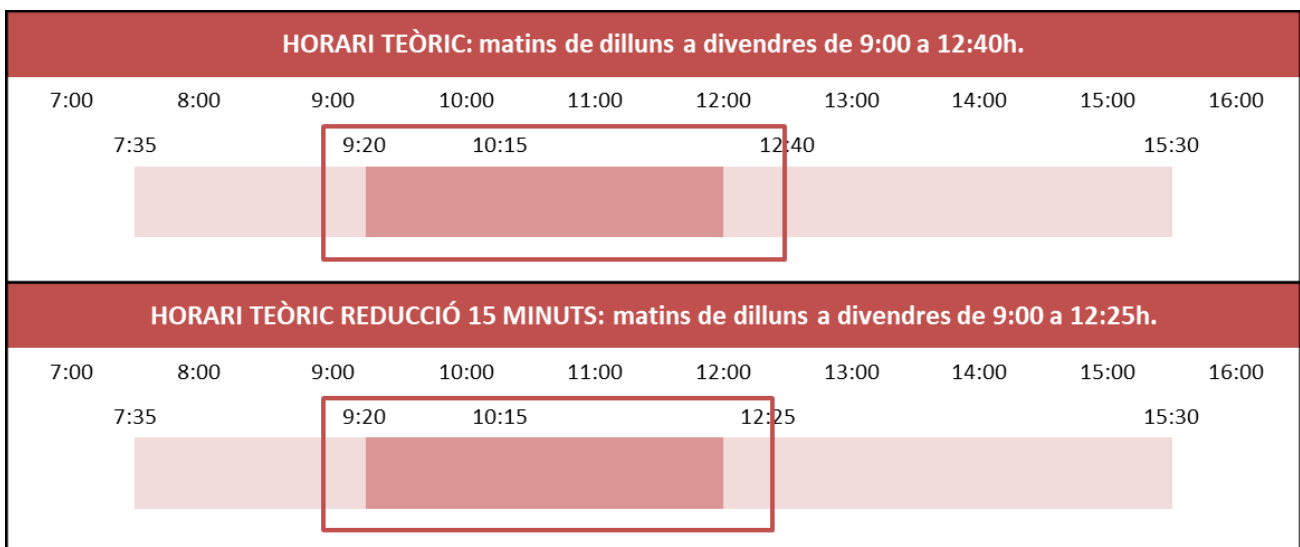 HORARI TEÒRIC: matins de dilluns a divendres de 9:00 a 12:40h.
7:00 8:00 9:00 10:00 11:00 12:00 13:00 14:00 15:00 16:00
7:35 9:20 10:15 12:40 15:30
HORARI TEÒRIC REDUCCIÓ 15 MINUTS: matins de dilluns a divendres de 9:00 a 12:25h.
7:00 8:00 9:00 10:00 11:00 12:00 13:00 14:00 15:00 16:00
7:35 9:20 10:15 12:25 15:30